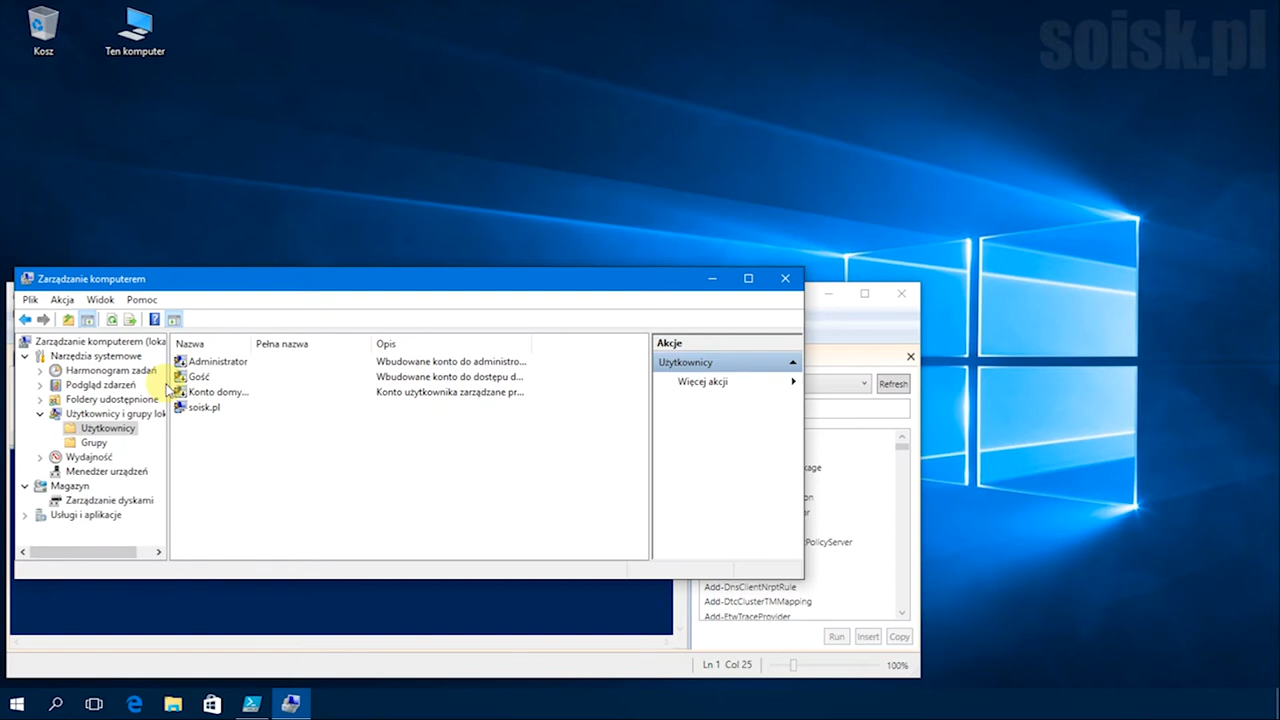 soisk.pl
Kosz
Ten komputer
Zarządzanie komputerem
Plik Akcja Widok Pomoc
Zarządzanie komputerem (loka
Narzędzia systemowe
Harmonogram zadań
Podgląd zdarzeń
Foldery udostępnione
Użytkownicy i grupy lok
Użytkownicy
Grupy
Wydajność
Menedżer urządzeń
Magazyn
Zarządzanie dyskami
Usługi i aplikacje
Nazwa Pełna nazwa Opis
Administrator Wbudowane konto do administro...
Gość Wbudowane konto do dostępu d...
Konto domy... Konto użytkownika zarządzane pr...
soisk.pl
Akcje
Użytkownicy
Więcej akcji
Refresh
kage
on
or
tPolicyServer
Add-DnsClientNrptRule
Add-DtcClusterTMMapping
Add-EtwTraceProvider
Run Insert Copy
Ln 1 Col 25 100%